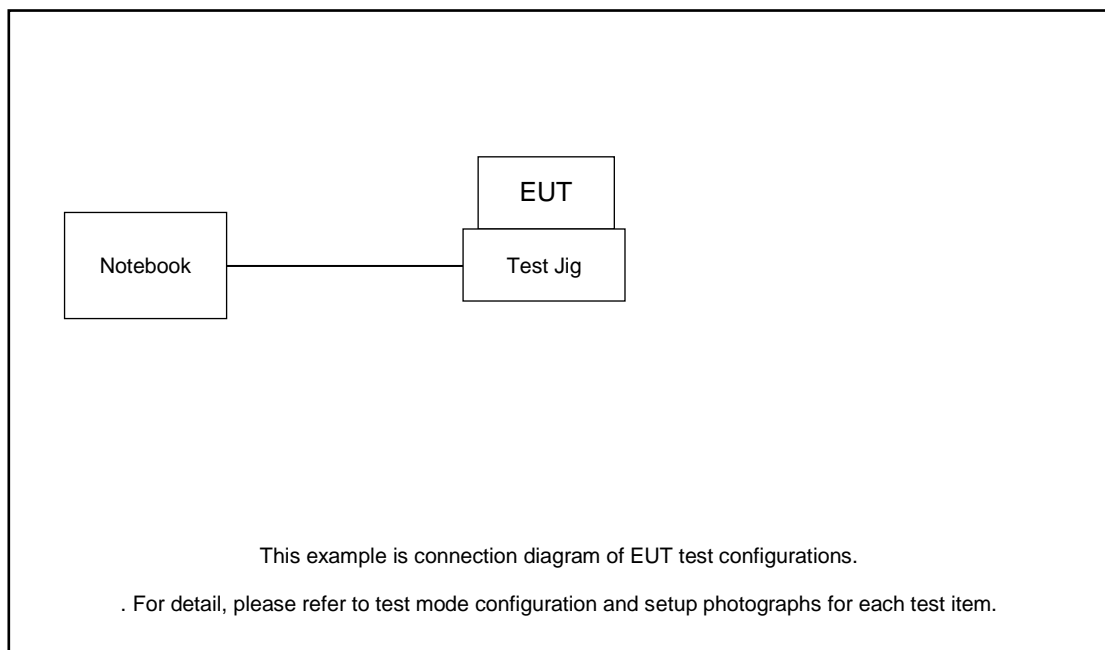 EUT
Notebook
Test Jig
This example is connection diagram of EUT test configurations.
. For detail, please refer to test mode configuration and setup photographs for each test item.